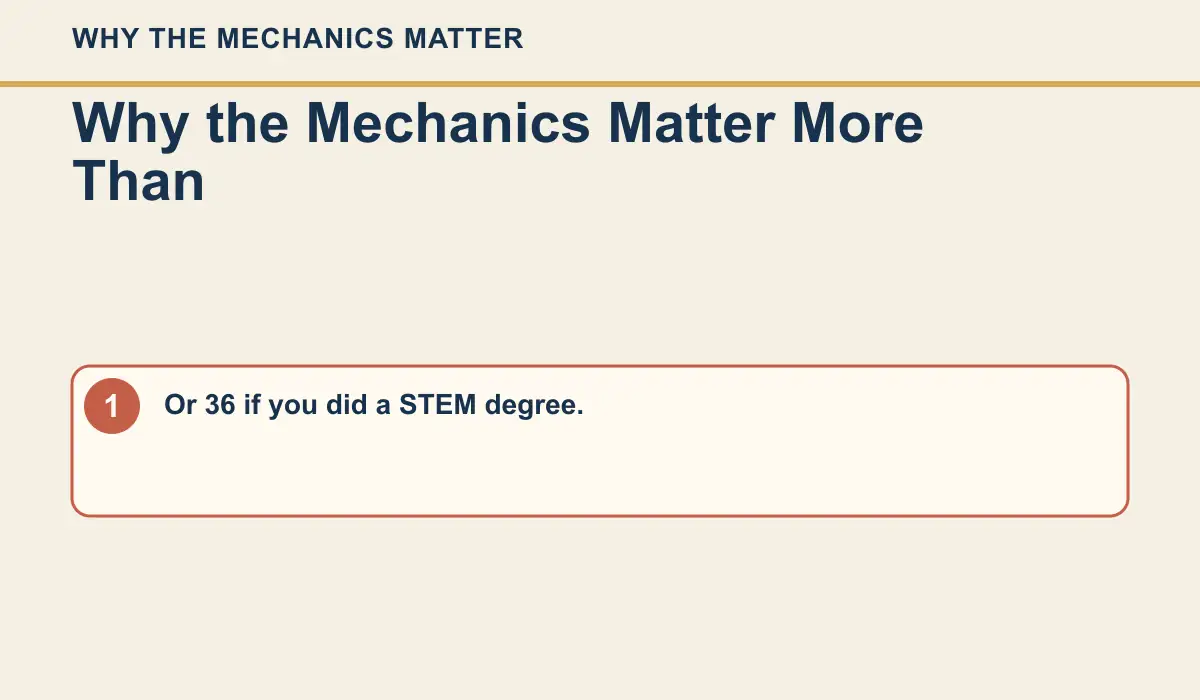 WHY THE MECHANICS MATTER
Why the Mechanics Matter More
Than
1
Or 36 if you did a STEM degree.